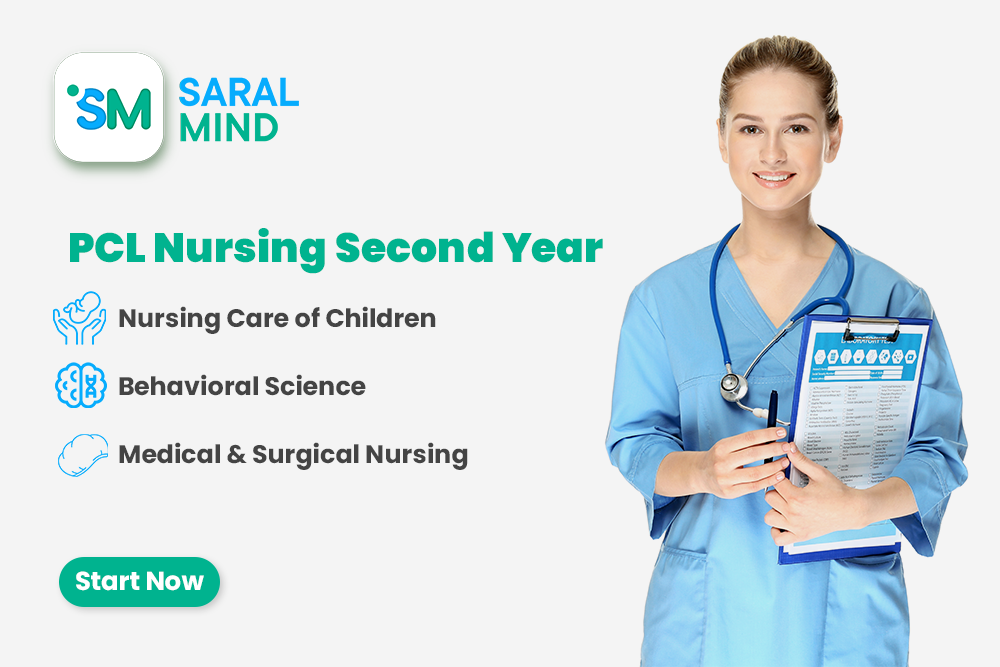 SM
SARAL
MIND
PCL Nursing Second Year
Nursing Care of Children
Behavioral Science
Medical & Surgical Nursing
Start Now